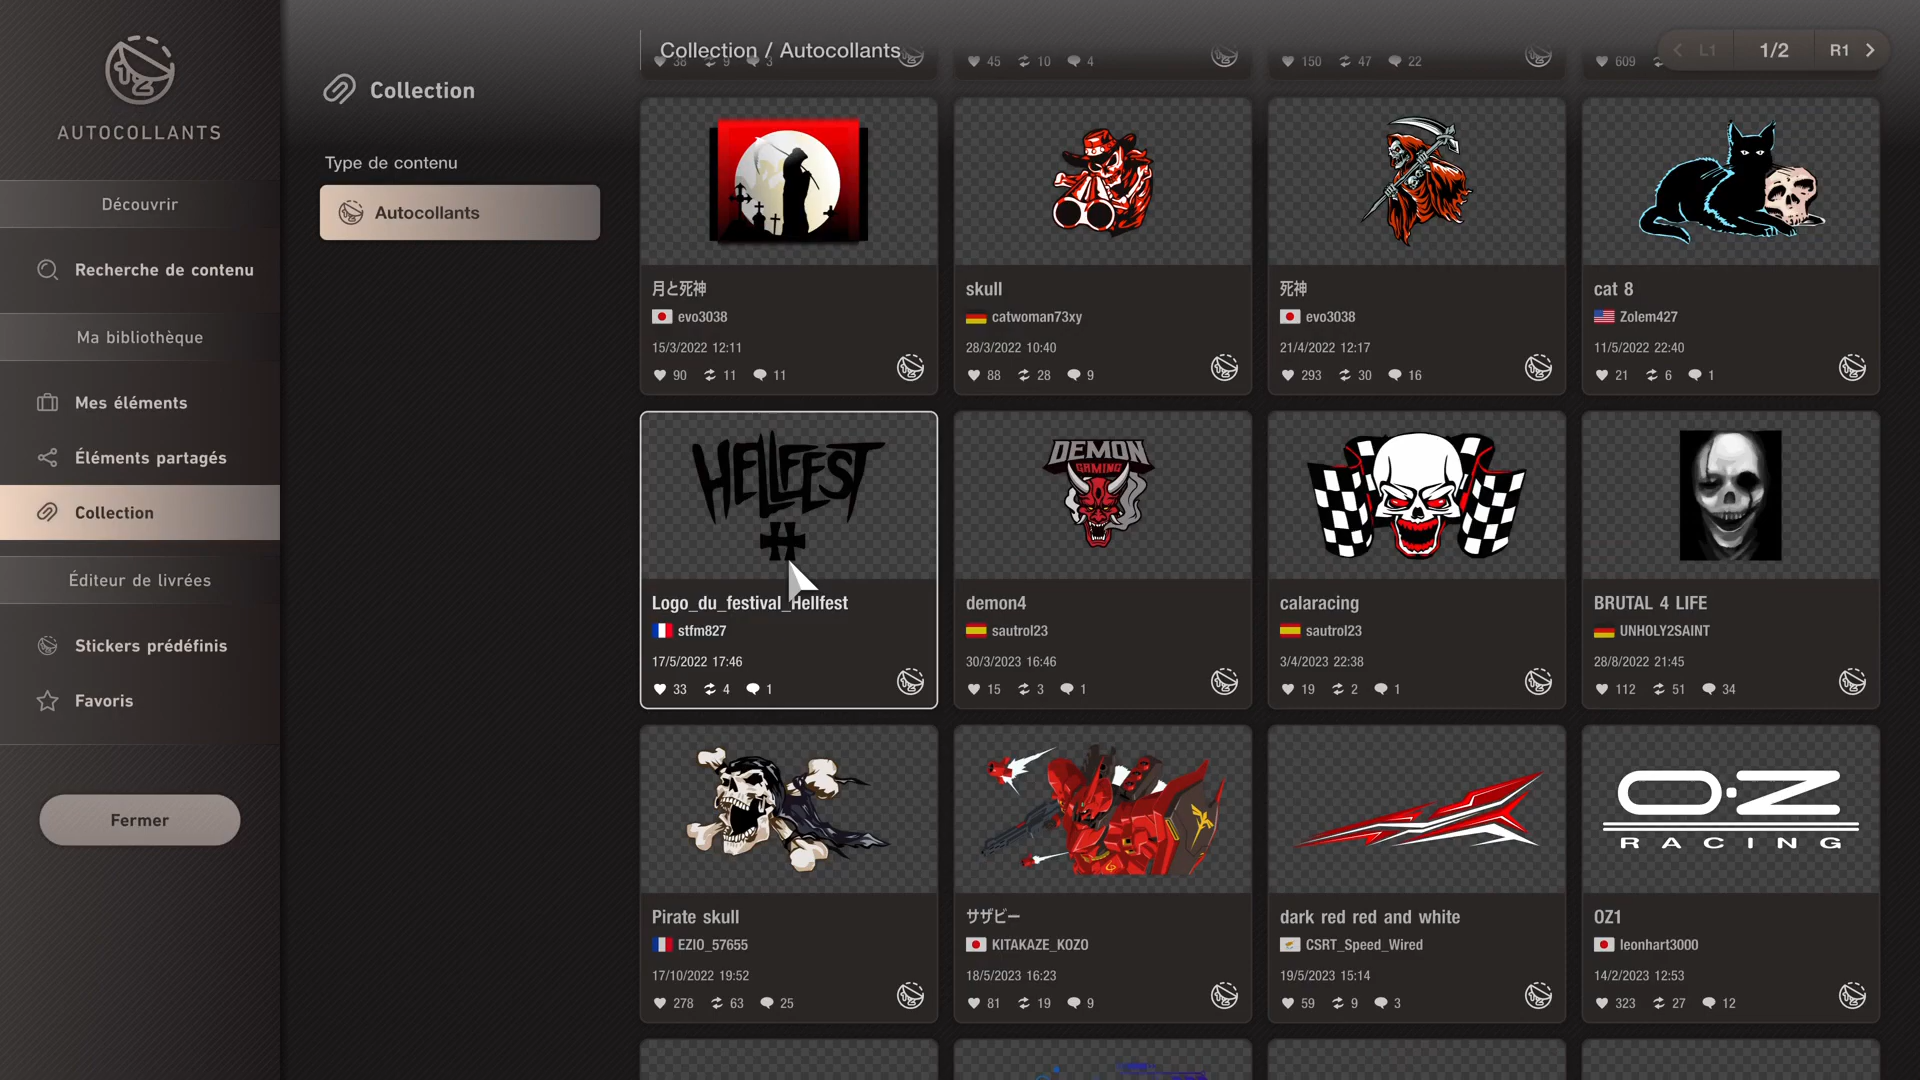 AUTOCOLLANTS
Découvrir
Recherche de contenu
Ma bibliothèque
Mes éléments
Éléments partagés
Collection
Éditeur de livrées
Stickers prédéfinis
Favoris
Fermer
Collection
Type de contenu
Autocollants
Collection / Autocollants
L1 1/2 R1
38 9 3
45 10 4
150 47 22
609
月と死神
evo3038
15/3/2022 12:11
90 11 11
skull
catwoman73xy
28/3/2022 10:40
88 28 9
死神
evo3038
21/4/2022 12:17
293 30 16
cat 8
Zolem427
11/5/2022 22:40
21 6 1
HELLFEST
Logo_du_festival_Hellfest
stfm827
17/5/2022 17:46
33 4 1
DEMON
GAMING
demon4
sautrol23
30/3/2023 16:46
15 3 1
calaracing
sautrol23
3/4/2023 22:38
19 2 1
BRUTAL 4 LIFE
UNHOLY2SAINT
28/8/2022 21:45
112 51 34
Pirate skull
EZIO_57655
17/10/2022 19:52
278 63 25
サザビー
KITAKAZE_KOZO
18/5/2023 16:23
81 19 9
dark red red and white
CSRT_Speed_Wired
19/5/2023 15:14
59 9 3
O·Z
RACING
OZ1
leonhart3000
14/2/2023 12:53
323 27 12